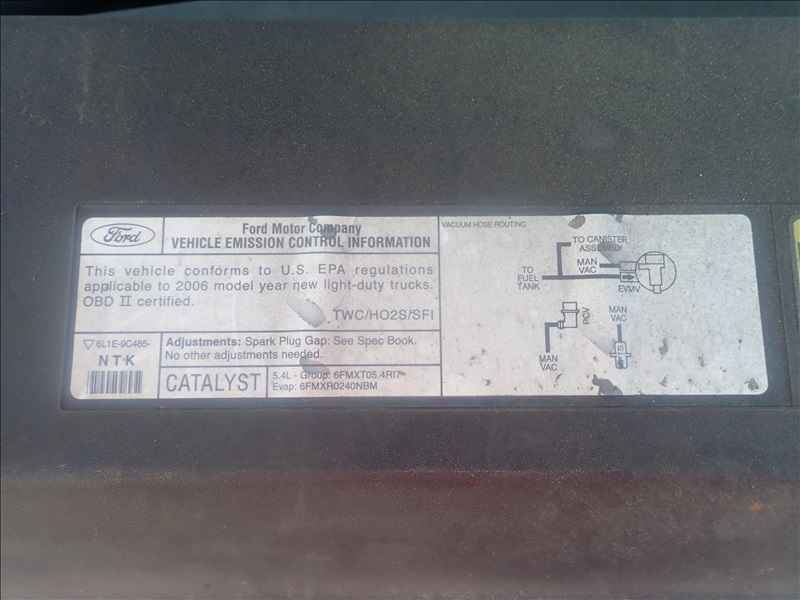 Ford
Ford Motor Company
VEHICLE EMISSION CONTROL INFORMATION
This vehicle conforms to U.S. EPA regulations
applicable to 2006 model year new light-duty trucks.
OBD II certified.
TWC/HO2S/SFI
6L1E-9C485-
NTK
Adjustments: Spark Plug Gap: See Spec Book.
No other adjustments needed.
CATALYST
5.4L - Group: 6FMXT05.4RI7
Evap: 6FMXR0240NBM
VACUUM HOSE ROUTING
TO CANISTER
ASSEMBLY
MAN
VAC
TO
FUEL
TANK
EVMV
PCV
MAN
VAC
MAN
VAC